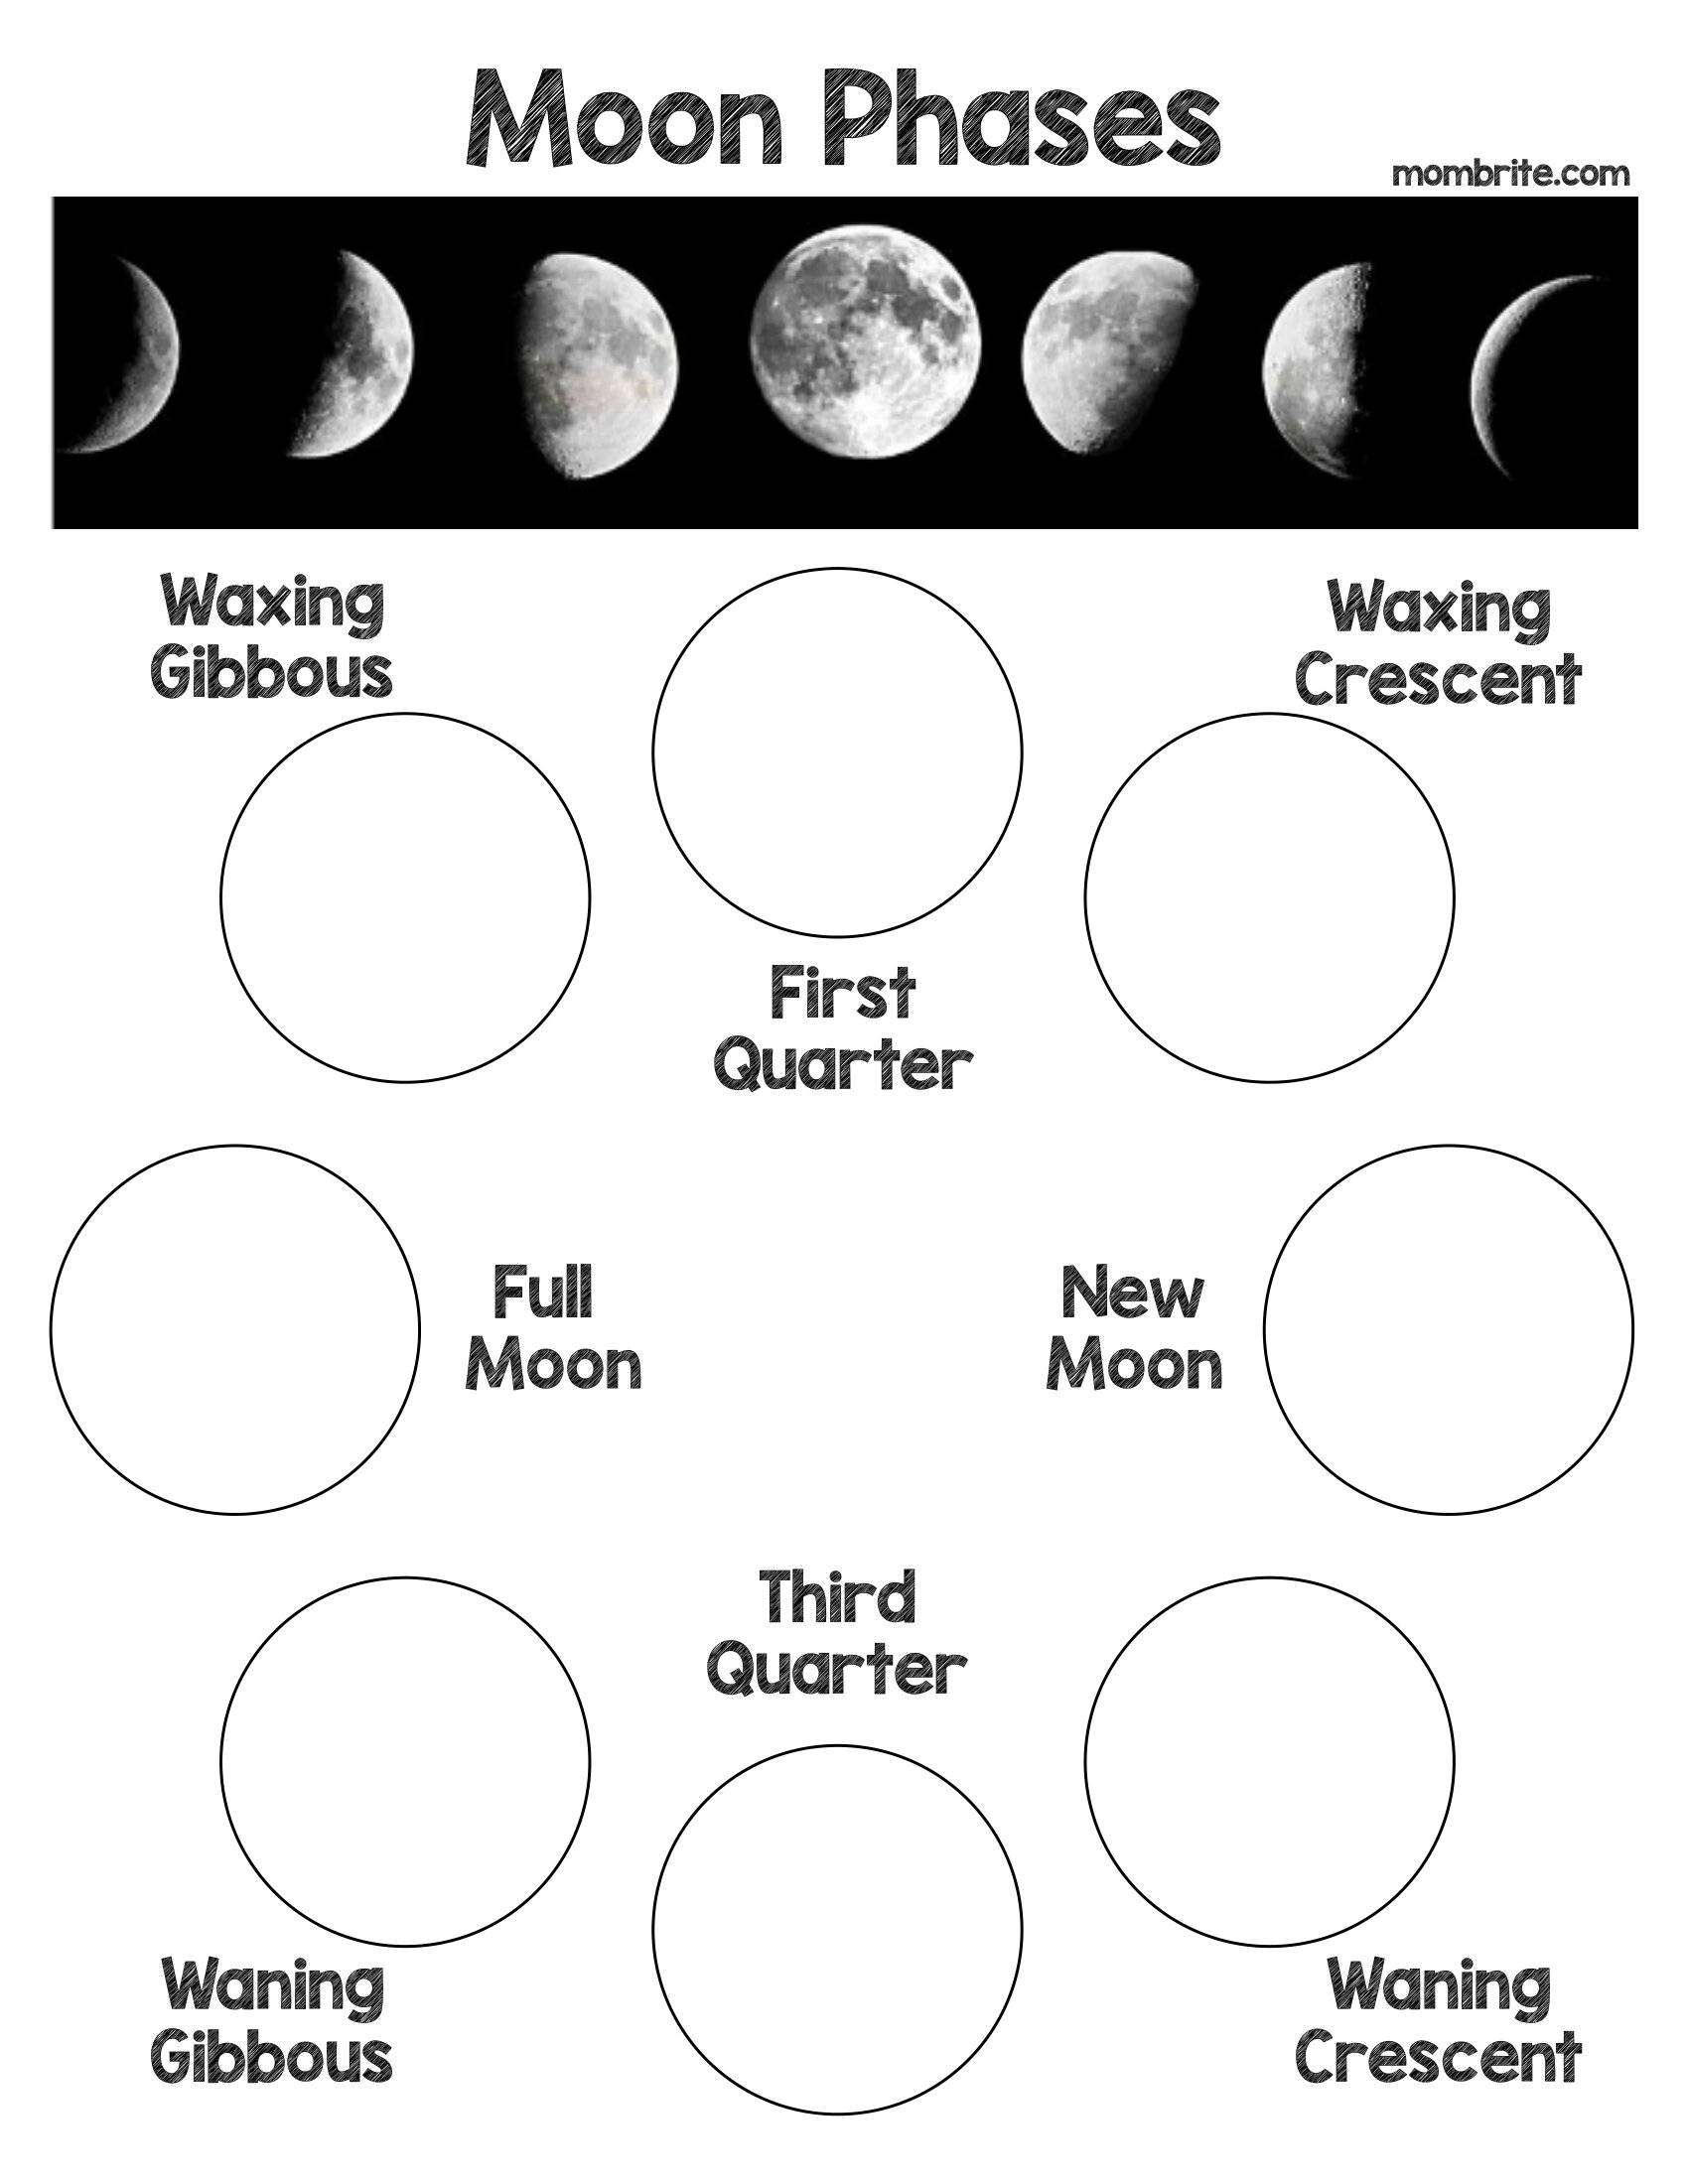 Moon Phases
mombrite.com
Waxing
Gibbous
Waxing
Crescent
First
Quarter
Full
Moon
New
Moon
Third
Quarter
Waning
Gibbous
Waning
Crescent